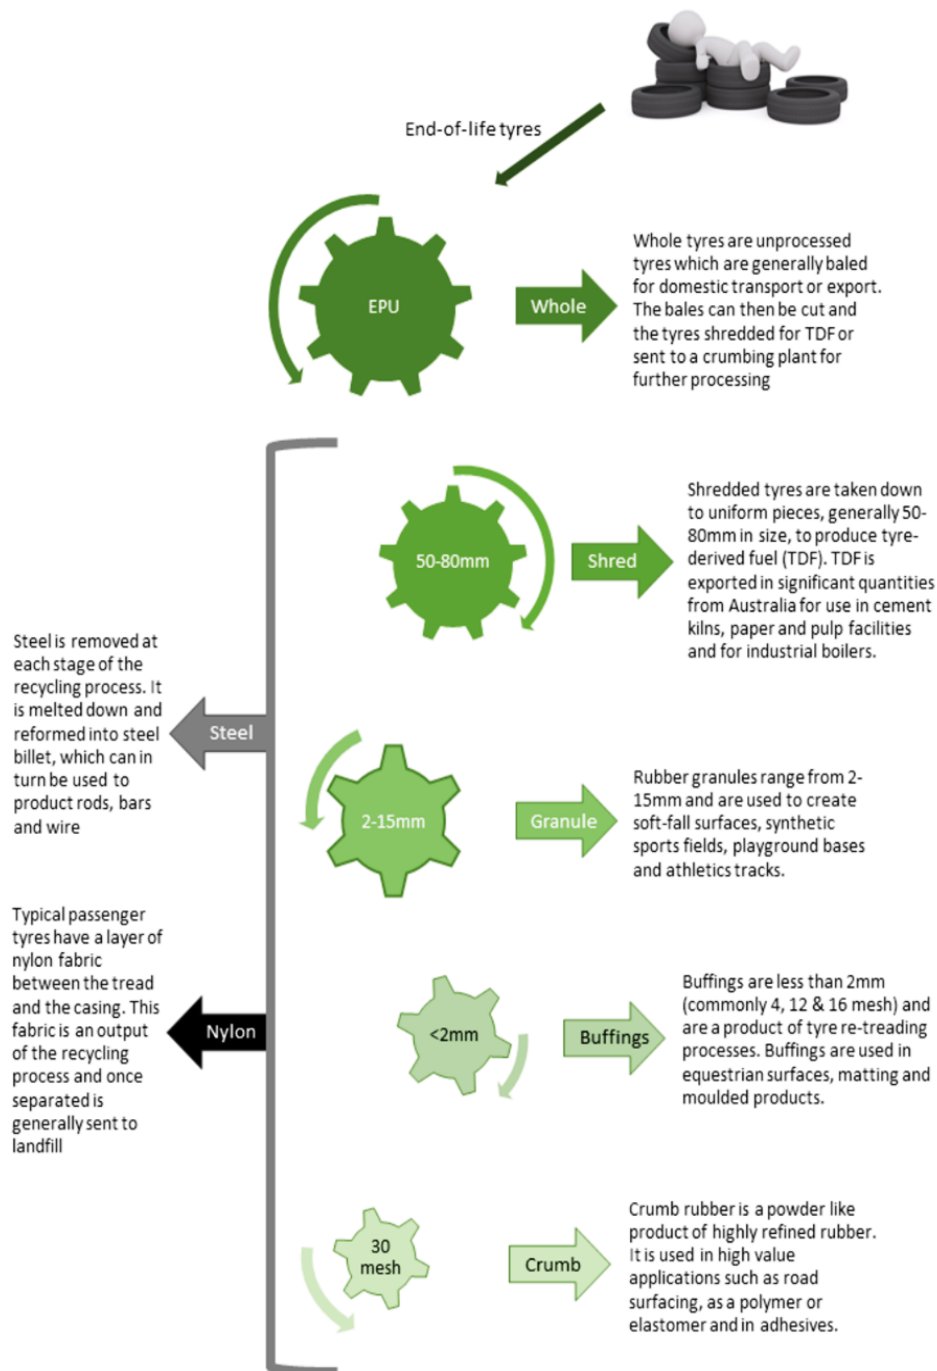 End-of-life tyres
EPU
Whole
Whole tyres are unprocessed
tyres which are generally baled
for domestic transport or export.
The bales can then be cut and
the tyres shredded for TDF or
sent to a crumbing plant for
further processing
50-80mm
Shred
Shredded tyres are taken down
to uniform pieces, generally 50-
80mm in size, to produce tyre-
derived fuel (TDF). TDF is
exported in significant quantities
from Australia for use in cement
kilns, paper and pulp facilities
and for industrial boilers.
Steel is removed at
each stage of the
recycling process. It
is melted down and
reformed into steel
billet, which can in
turn be used to
product rods, bars
and wire
Steel
2-15mm
Granule
Rubber granules range from 2-
15mm and are used to create
soft-fall surfaces, synthetic
sports fields, playground bases
and athletics tracks.
Typical passenger
tyres have a layer of
nylon fabric
between the tread
and the casing. This
fabric is an output
of the recycling
process and once
separated is
generally sent to
landfill
Nylon
<2mm
Buffings
Buffings are less than 2mm
(commonly 4, 12 & 16 mesh) and
are a product of tyre re-treading
processes. Buffings are used in
equestrian surfaces, matting and
moulded products.
30
mesh
Crumb
Crumb rubber is a powder like
product of highly refined rubber.
It is used in high value
applications such as road
surfacing, as a polymer or
elastomer and in adhesives.